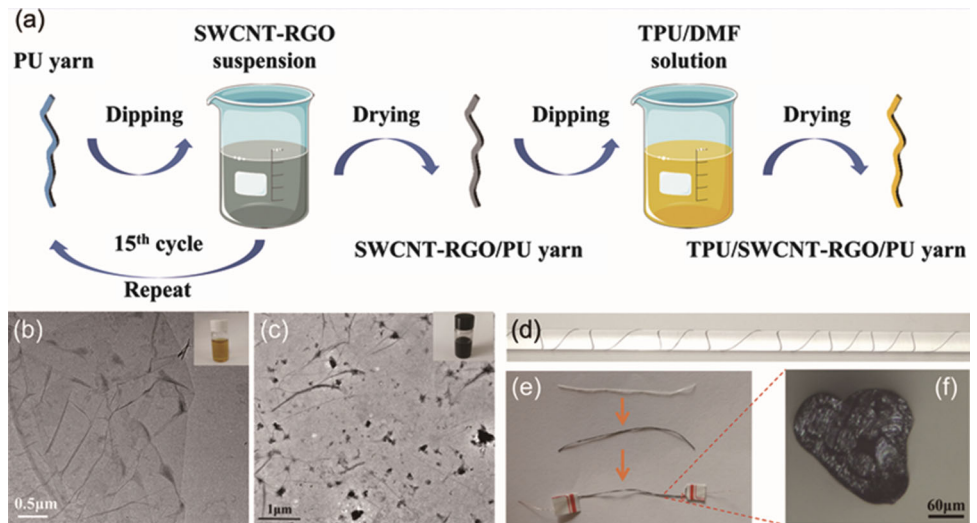 (a)
PU yarn
SWCNT-RGO
suspension
TPU/DMF
solution
Dipping
Drying
Dipping
Drying
15th cycle
Repeat
SWCNT-RGO/PU yarn
TPU/SWCNT-RGO/PU yarn
(b)
0.5μm
(c)
1μm
(d)
(e)
(f)
60μm